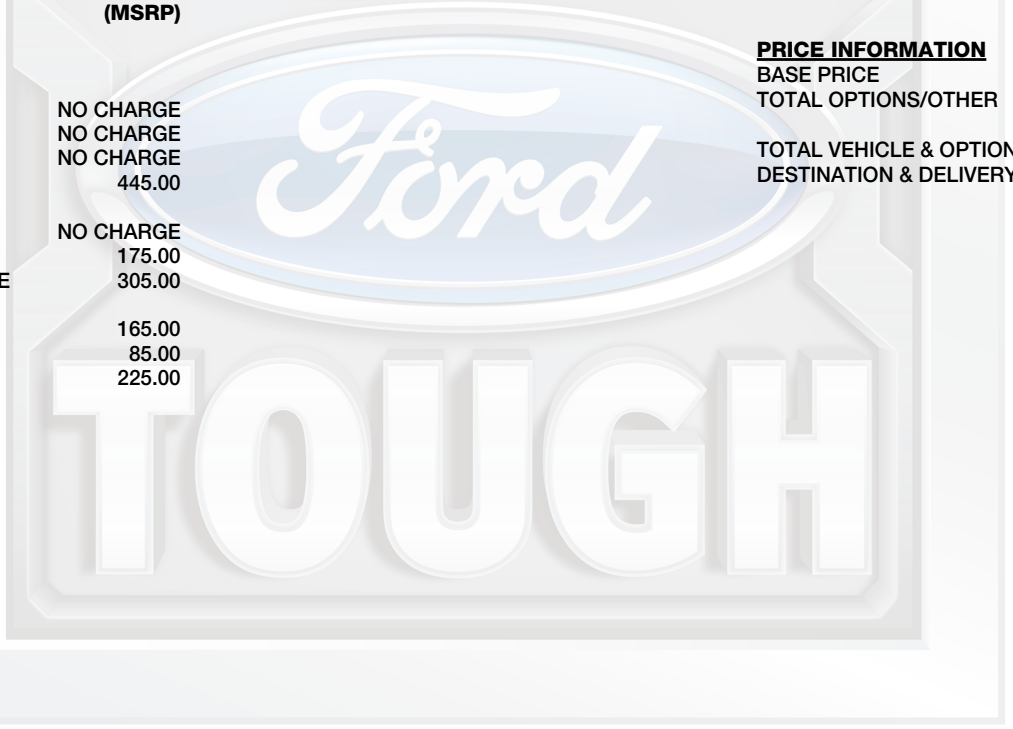 (MSRP)
NO CHARGE
NO CHARGE
NO CHARGE
445.00
NO CHARGE
175.00
E 305.00
165.00
85.00
225.00
PRICE INFORMATION
BASE PRICE
TOTAL OPTIONS/OTHER
TOTAL VEHICLE & OPTION
DESTINATION & DELIVERY
Ford
TOUGH